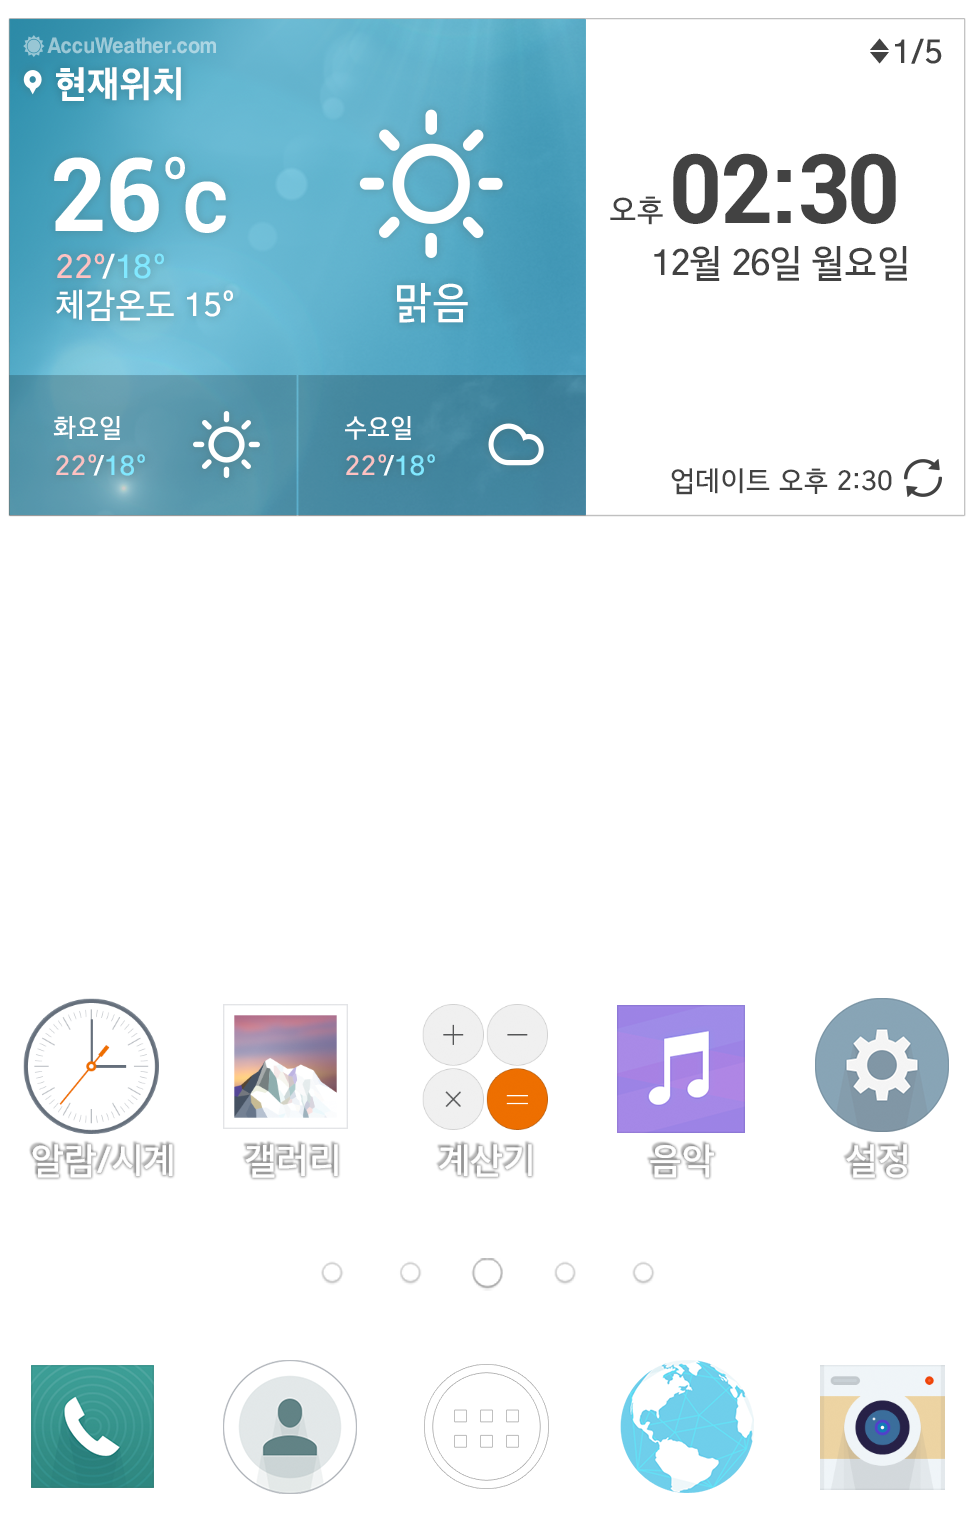 AccuWeather.com
현재위치
26°C
22°/18°
체감온도 15°
맑음
화요일
22°/18°
수요일
22°/18°
1/5
오후 02:30
12월 26일 월요일
업데이트 오후 2:30
알람/시계
갤러리
계산기
음악
설정